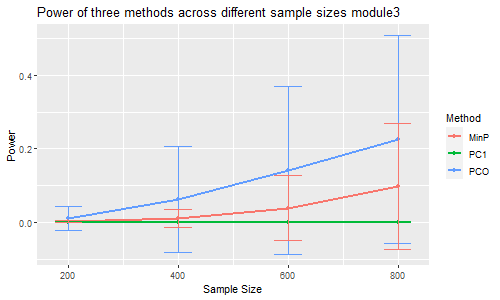 Power of three methods across different sample sizes module3
Power
0.4
0.2
0.0
200 400 600 800
Sample Size
Method
MinP
PC1
PCO